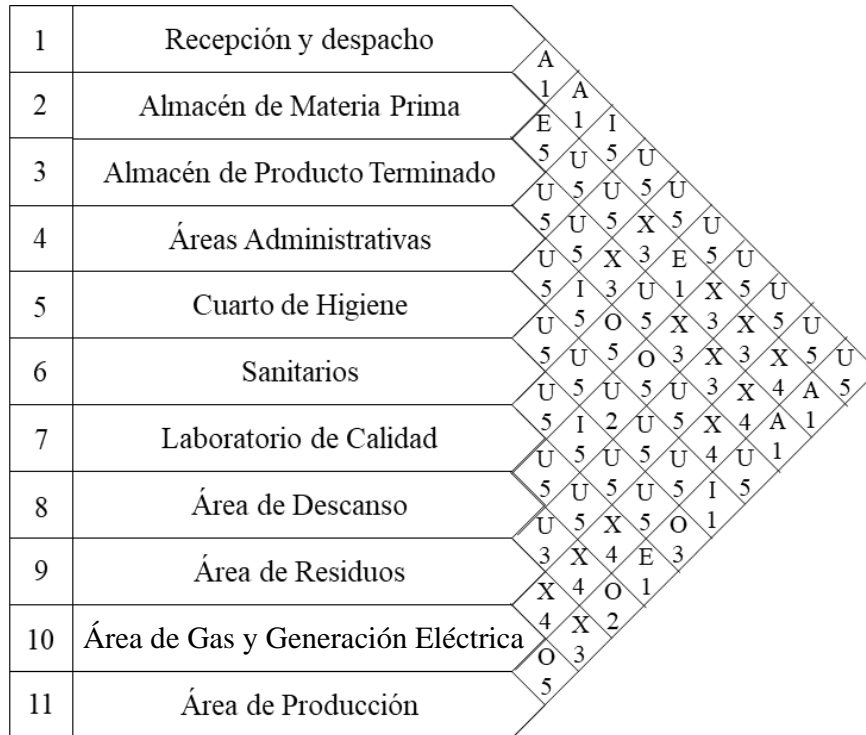 1 Recepción y despacho
A
1 A
2 Almacén de Materia Prima
E 1 I
5 U 5 U
3 Almacén de Producto Terminado
U 5 U 5 U
5 U 5 X 5 U
4 Áreas Administrativas
U 5 X 3 E 5 U
5 I 3 U 1 X 5 U
5 Cuarto de Higiene
U 5 O 5 X 3 X 5 U
5 U 5 O 3 X 3 X 5 U
6 Sanitarios
U 5 U 5 U 3 X 4 A 5
5 I 2 U 5 X 4 A 1
7 Laboratorio de Calidad
U 5 U 5 U 4 U 1
5 U 5 U 5 I 5
8 Área de Descanso
U 5 X 5 O 1
3 X 4 E 3
9 Área de Residuos
X 4 O 1
4 X 2
10 Área de Gas y Generación Eléctrica
O 3
5
11 Área de Producción